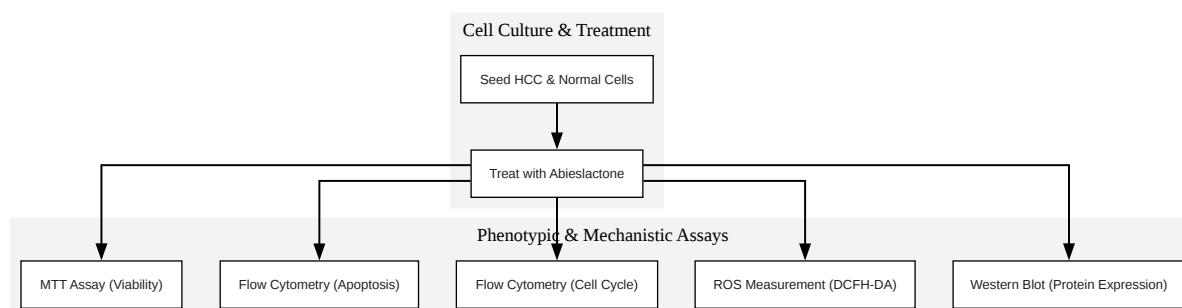 Cell Culture & Treatment
Seed HCC & Normal Cells
Treat with Abieslactone
Phenotypic & Mechanistic Assays
MTT Assay (Viability)
Flow Cytometry (Apoptosis)
Flow Cytometry (Cell Cycle)
ROS Measurement (DCFH-DA)
Western Blot (Protein Expression)